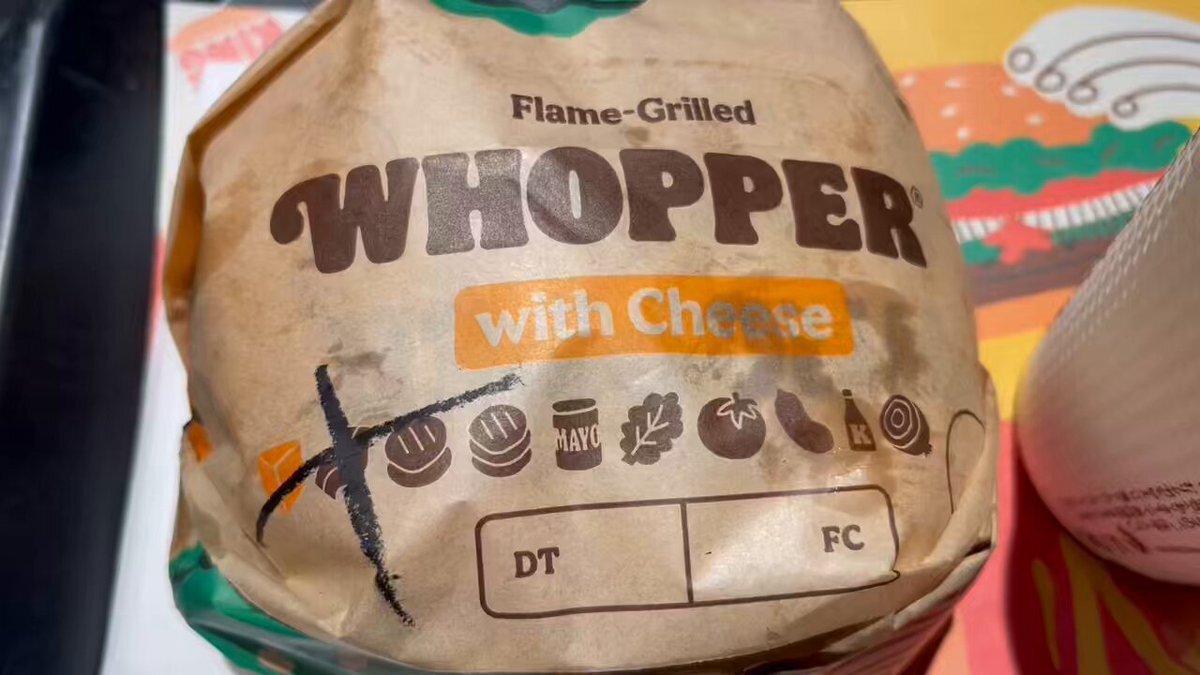 Flame-Grilled
WHOPPER®
with Cheese
MAYO
K
DT
FC